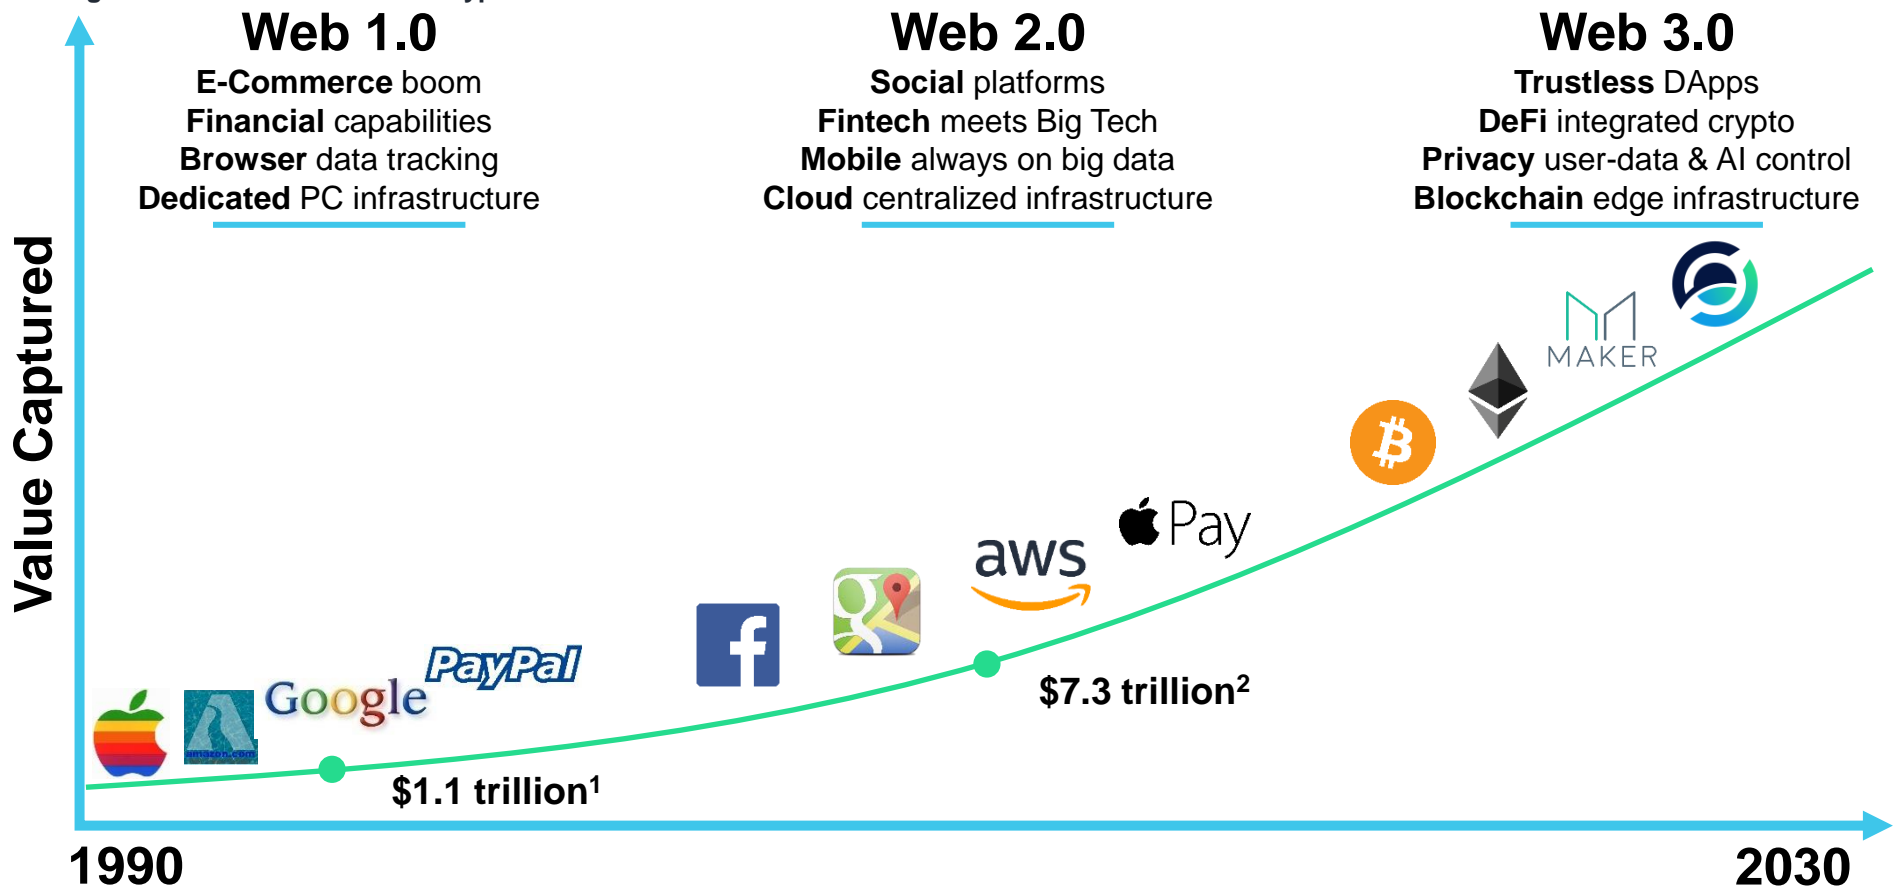 Web 1.0
E-Commerce boom
Financial capabilities
Browser data tracking
Dedicated PC infrastructure
Web 2.0
Social platforms
Fintech meets Big Tech
Mobile always on big data
Cloud centralized infrastructure
Web 3.0
Trustless DApps
DeFi integrated crypto
Privacy user-data & AI control
Blockchain edge infrastructure
Value Captured
MAKER
Pay
aws
g
f
PayPal
Google
amazon.com
$7.3 trillion²
$1.1 trillion¹
1990
2030